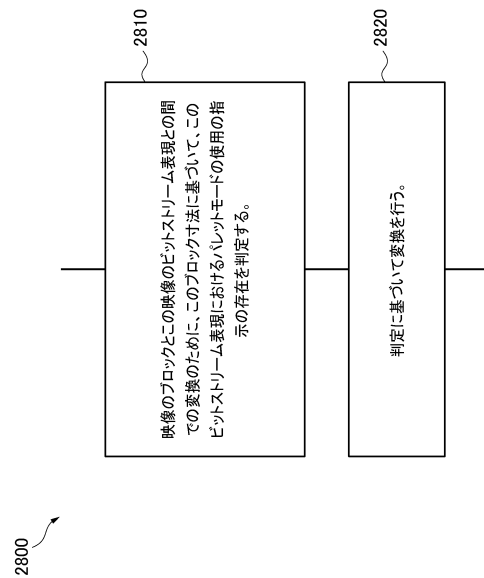 2800
2810
映像のブロックとこの映像のビットストリーム表現との間
での変換のために、このブロック寸法に基づいて、この
ビットストリーム表現におけるパレットモードの使用の指
示の存在を判定する。
2820
判定に基づいて変換を行う。